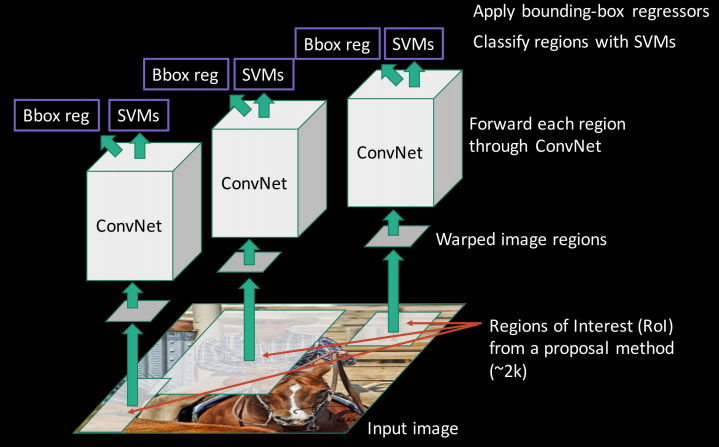 Apply bounding-box regressors
Bbox reg
SVMs
Classify regions with SVMs
Bbox reg
SVMs
Bbox reg
SVMs
Forward each region
through ConvNet
ConvNet
ConvNet
ConvNet
Warped image regions
Regions of Interest (RoI)
from a proposal method
(~2k)
Input image